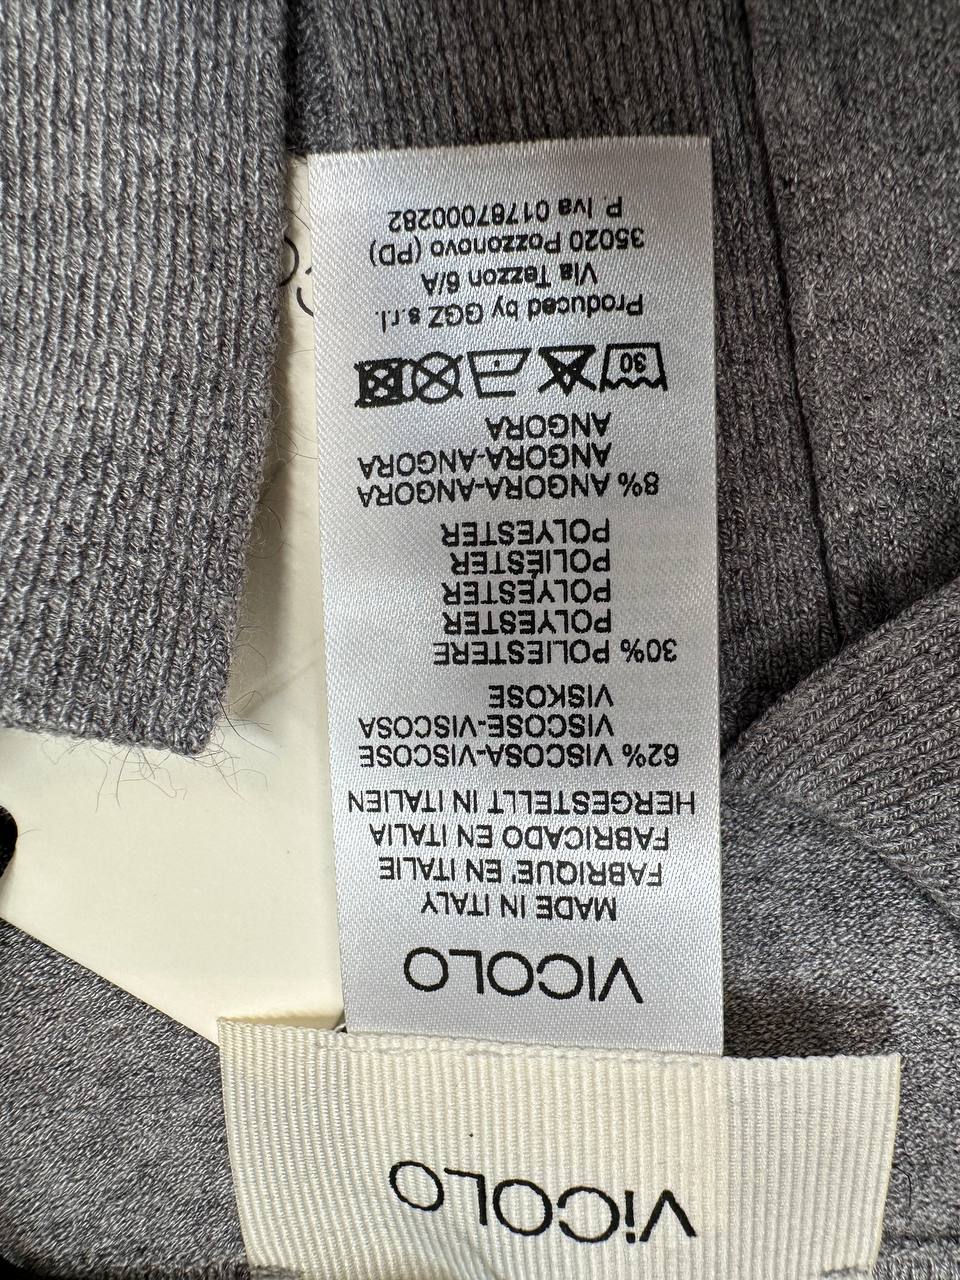 ViCOLO
VICOLO
MADE IN ITALY
FABRIQUE' EN ITALIE
FABRICADO EN ITALIA
HERGESTELLT IN ITALIEN
62% VISCOSA-VISCOSE
VISCOSE-VISCOSA
VISKOSE
30% POLIESTERE
POLYESTER
POLYESTER
POLIÉSTER
POLYESTER
8% ANGORA-ANGORA
ANGORA-ANGORA
ANGORA
30
Produced by GGZ s.r.l.
Via Tezzon 6/A
35020 Pozzonovo (PD)
P. Iva 01787000282